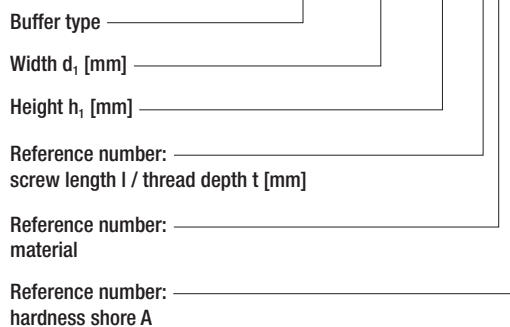 Buffer type
Width d₁ [mm]
Height h₁ [mm]
Reference number:
screw length l / thread depth t [mm]
Reference number:
material
Reference number:
hardness shore A